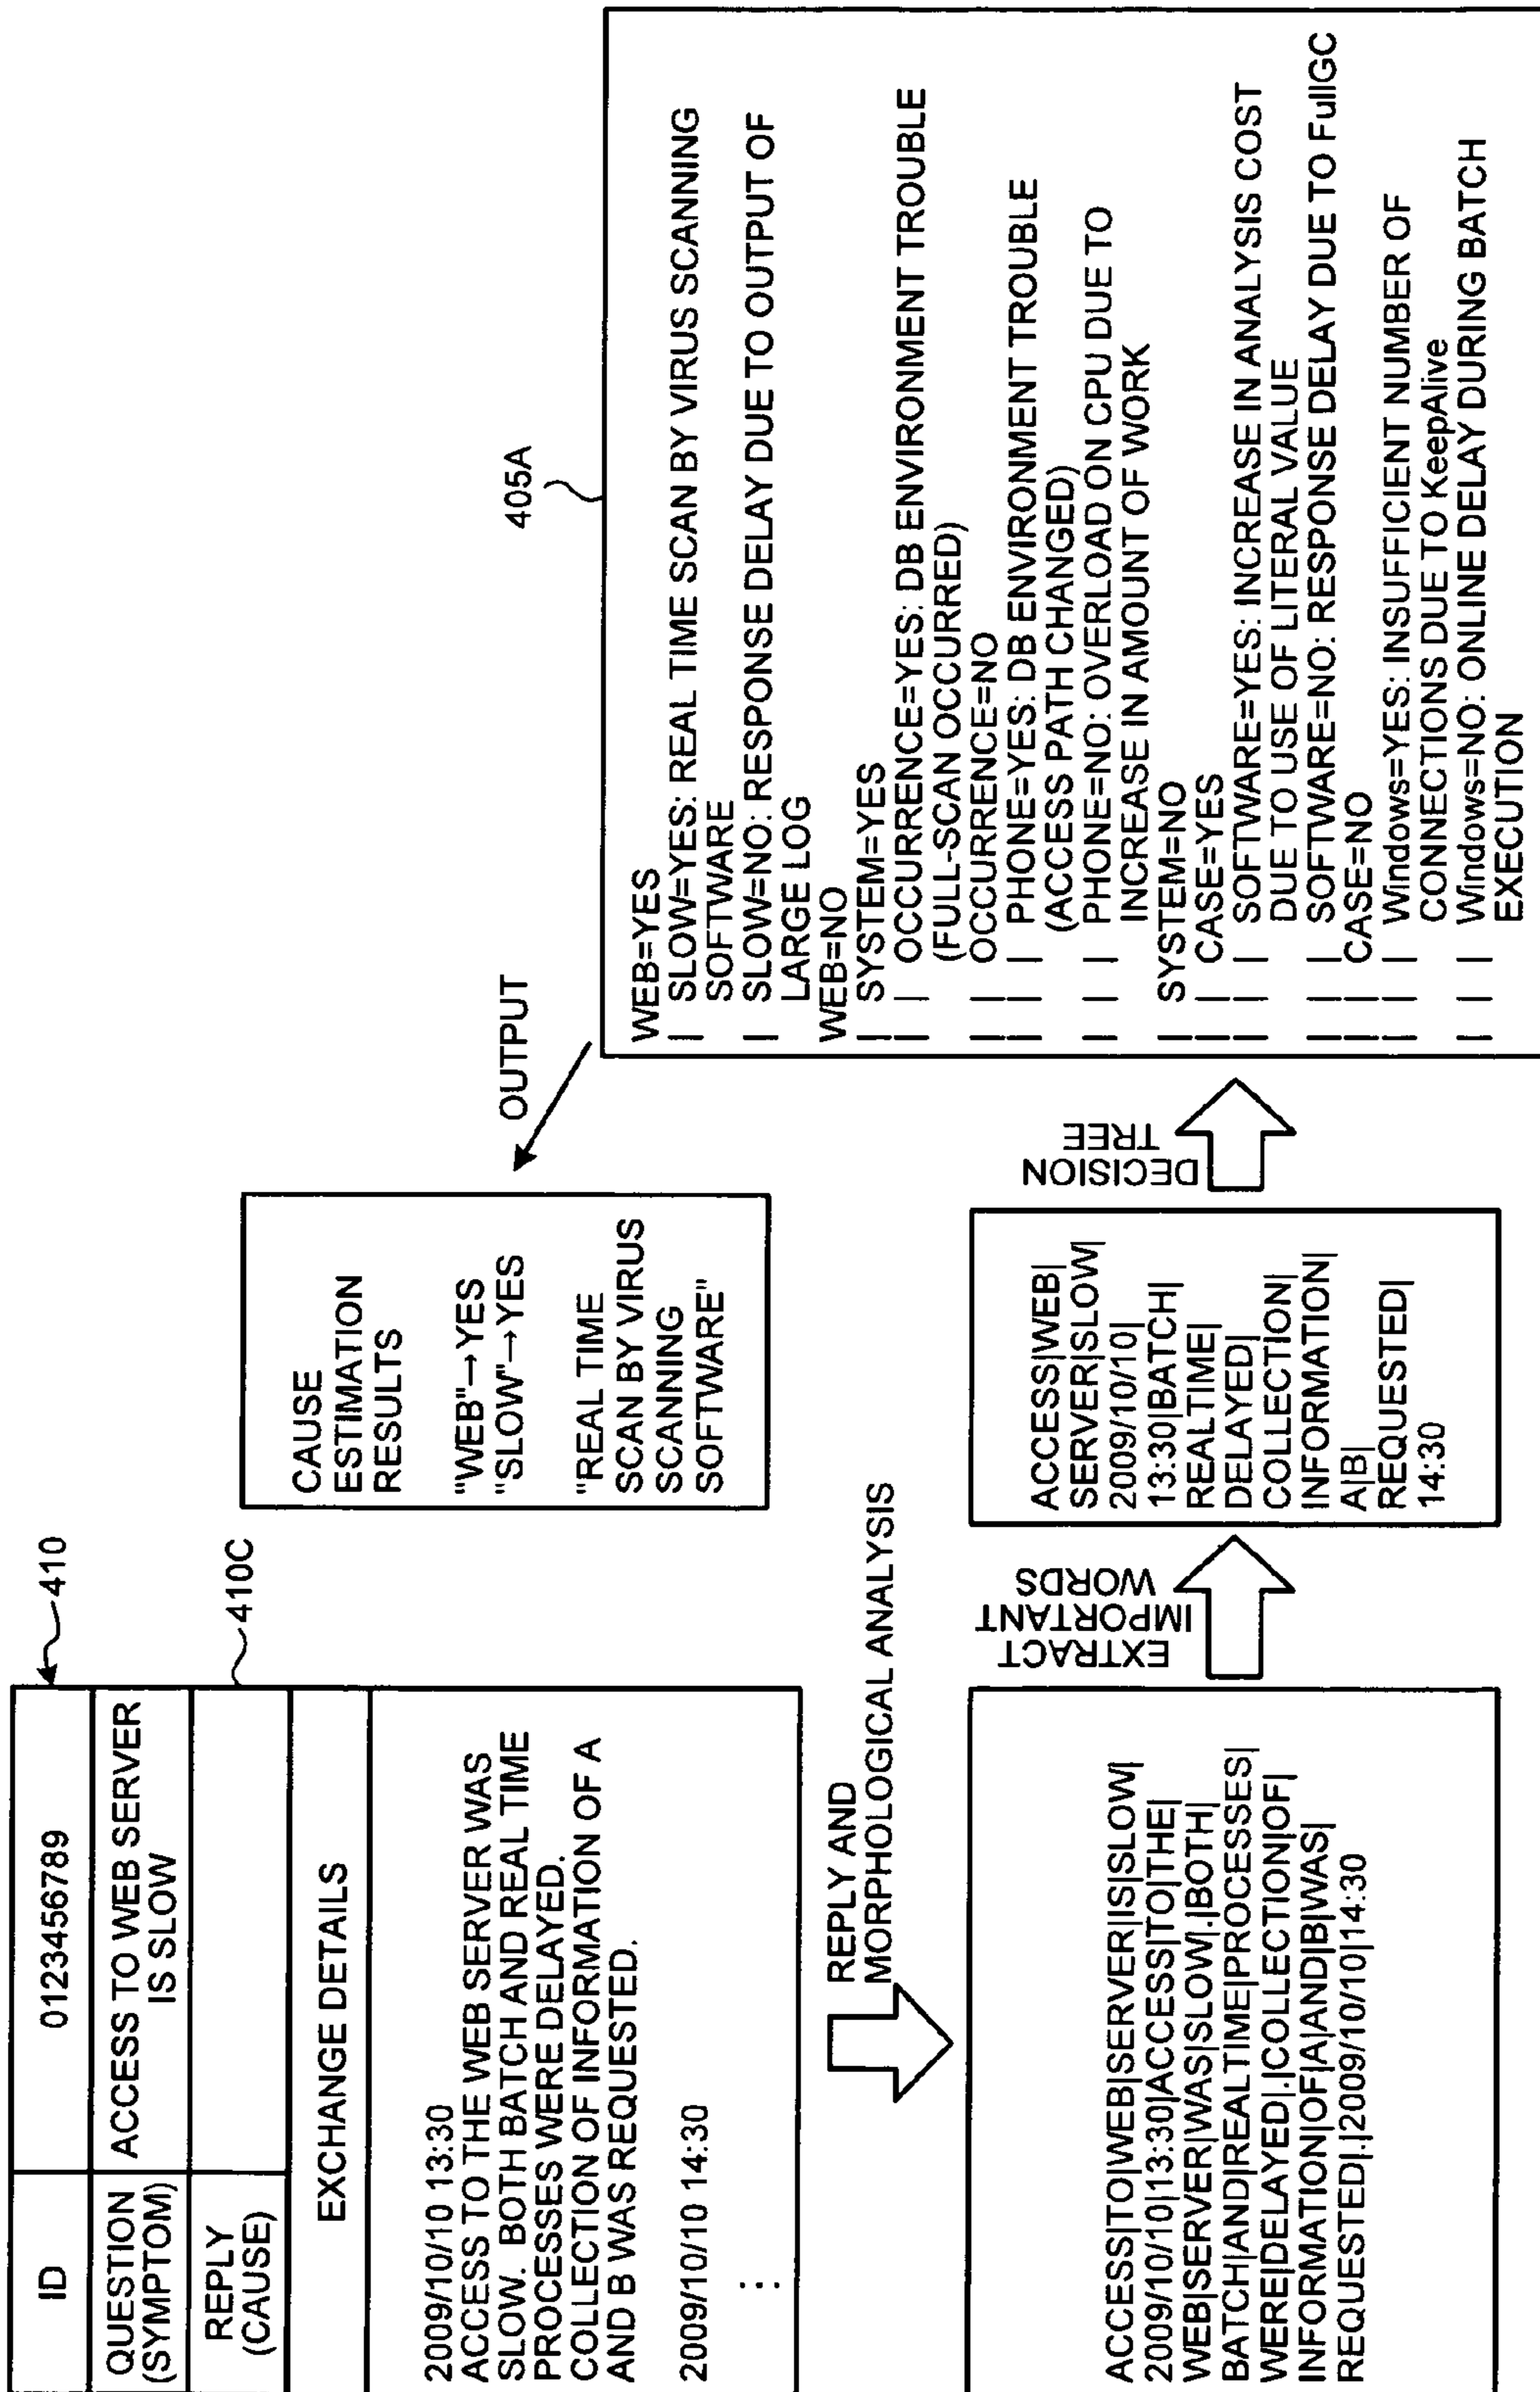 410
ID
0123456789
QUESTION
(SYMPTOM)
ACCESS TO WEB SERVER
IS SLOW
REPLY
(CAUSE)
410C
EXCHANGE DETAILS
2009/10/10 13:30
ACCESS TO THE WEB SERVER WAS
SLOW. BOTH BATCH AND REAL TIME
PROCESSES WERE DELAYED.
COLLECTION OF INFORMATION OF A
AND B WAS REQUESTED.
2009/10/10 14:30
⋮
REPLY AND
MORPHOLOGICAL ANALYSIS
ACCESS|TO|WEB|SERVER|IS|SLOW|
2009/10/10|13:30|ACCESS|TO|THE|
WEB|SERVER|WAS|SLOW|.|BOTH|
BATCH|AND|REALTIME|PROCESSES|
WERE|DELAYED|.|COLLECTION|OF|
INFORMATION|OF|A|AND|B|WAS|
REQUESTED|.|2009/10/10|14:30
EXTRACT
IMPORTANT
WORDS
ACCESS|WEB|
SERVER|SLOW|
2009/10/10|
13:30|BATCH|
REALTIME|
DELAYED|
COLLECTION|
INFORMATION|
A|B|
REQUESTED|
14:30
DECISION
TREE
405A
WEB=YES
| SLOW=YES: REAL TIME SCAN BY VIRUS SCANNING
SOFTWARE
| SLOW=NO: RESPONSE DELAY DUE TO OUTPUT OF
LARGE LOG
WEB=NO
| SYSTEM=YES
| | OCCURRENCE=YES: DB ENVIRONMENT TROUBLE
(FULL-SCAN OCCURRED)
| | OCCURRENCE=NO
| | | PHONE=YES: DB ENVIRONMENT TROUBLE
(ACCESS PATH CHANGED)
| | | PHONE=NO: OVERLOAD ON CPU DUE TO
INCREASE IN AMOUNT OF WORK
| SYSTEM=NO
| | CASE=YES
| | | SOFTWARE=YES: INCREASE IN ANALYSIS COST
DUE TO USE OF LITERAL VALUE
| | | SOFTWARE=NO: RESPONSE DELAY DUE TO FullGC
| | CASE=NO
| | | Windows=YES: INSUFFICIENT NUMBER OF
CONNECTIONS DUE TO KeepAlive
| | | Windows=NO: ONLINE DELAY DURING BATCH
EXECUTION
OUTPUT
CAUSE
ESTIMATION
RESULTS
"WEB"→YES
"SLOW"→YES
"REAL TIME
SCAN BY VIRUS
SCANNING
SOFTWARE"